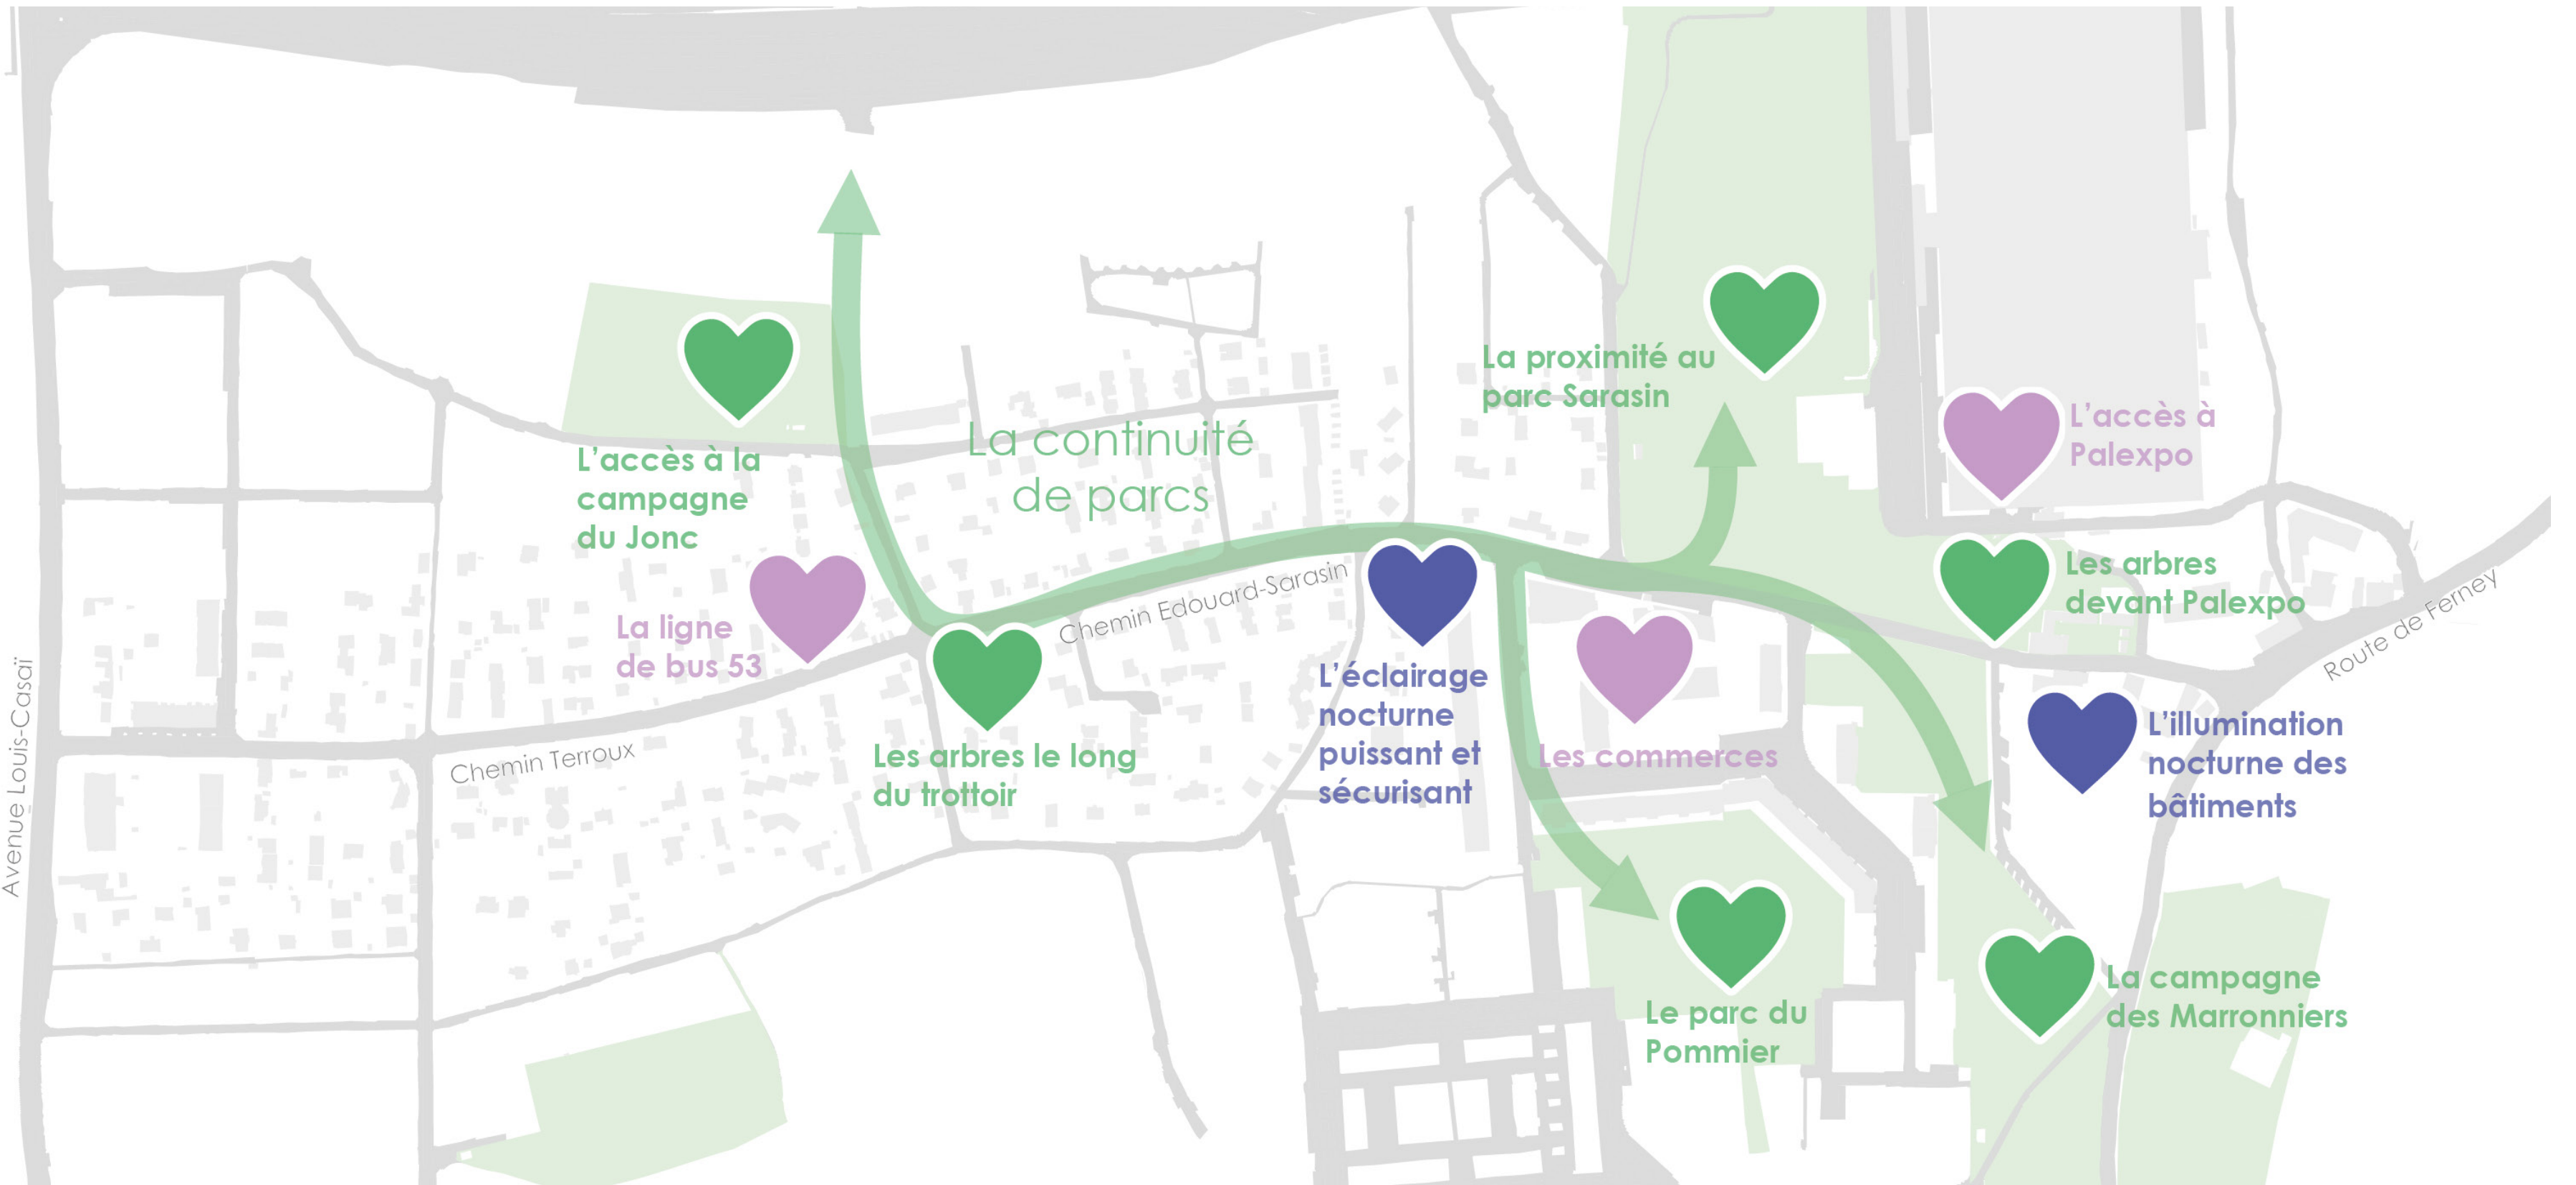 La proximité au
parc Sarasin
L'accès à
Palexpo
La continuité
de parcs
L'accès à la
campagne
du Jonc
Les arbres
devant Palexpo
Chemin Edouard-Sarasin
Route de Ferney
La ligne
de bus 53
L'éclairage
nocturne
puissant et
sécurisant
Avenue Louis-Casaï
Chemin Terroux
Les arbres le long
du trottoir
Les commerces
L'illumination
nocturne des
bâtiments
Le parc du
Pommier
La campagne
des Marronniers